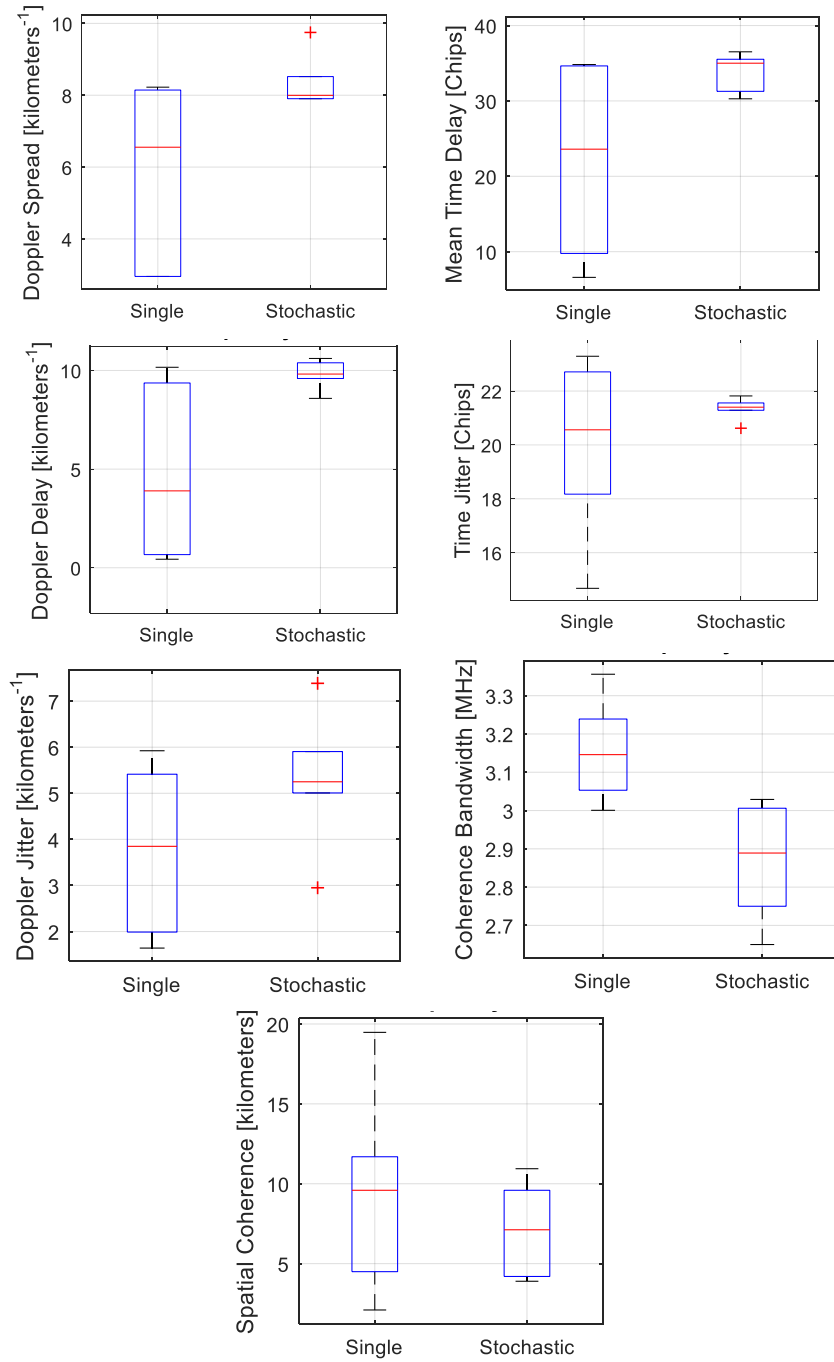 Doppler Spread [kilometers⁻¹]
10
8
6
4
Single Stochastic
Mean Time Delay [Chips]
40
30
20
10
Single Stochastic
Doppler Delay [kilometers⁻¹]
10
5
0
Single Stochastic
Time Jitter [Chips]
22
20
18
16
Single Stochastic
Doppler Jitter [kilometers⁻¹]
7
6
5
4
3
2
Single Stochastic
Coherence Bandwidth [MHz]
3.3
3.2
3.1
3
2.9
2.8
2.7
Single Stochastic
Spatial Coherence [kilometers]
20
15
10
5
Single Stochastic